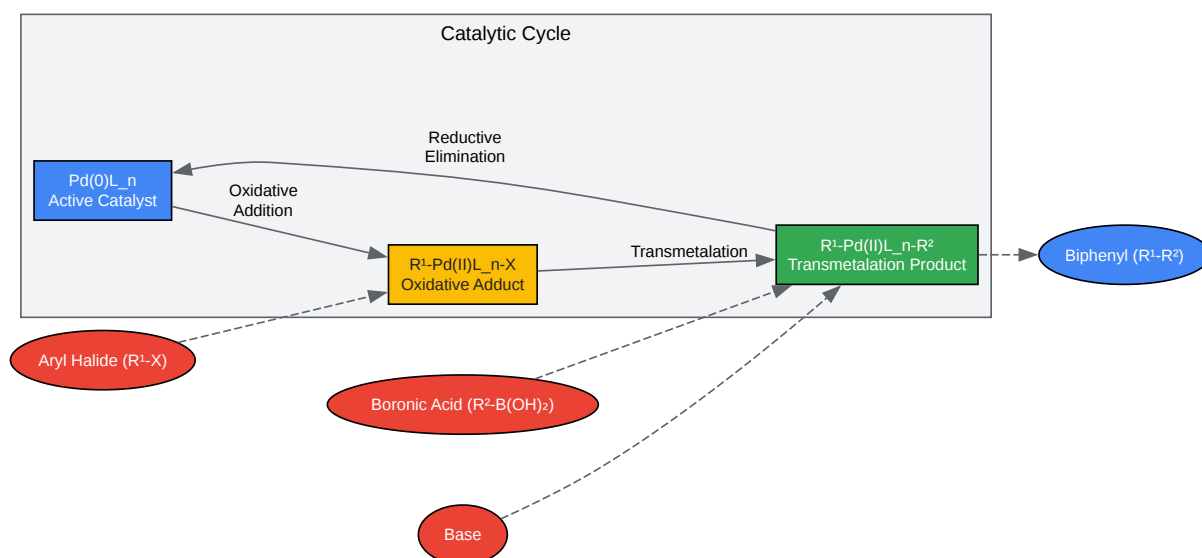 Catalytic Cycle
Reductive
Elimination
Pd(0)L_n
Active Catalyst
Oxidative
Addition
R¹-Pd(II)L_n-X
Oxidative Adduct
Transmetalation
R¹-Pd(II)L_n-R²
Transmetalation Product
Biphenyl (R¹-R²)
Aryl Halide (R¹-X)
Boronic Acid (R²-B(OH)₂)
Base